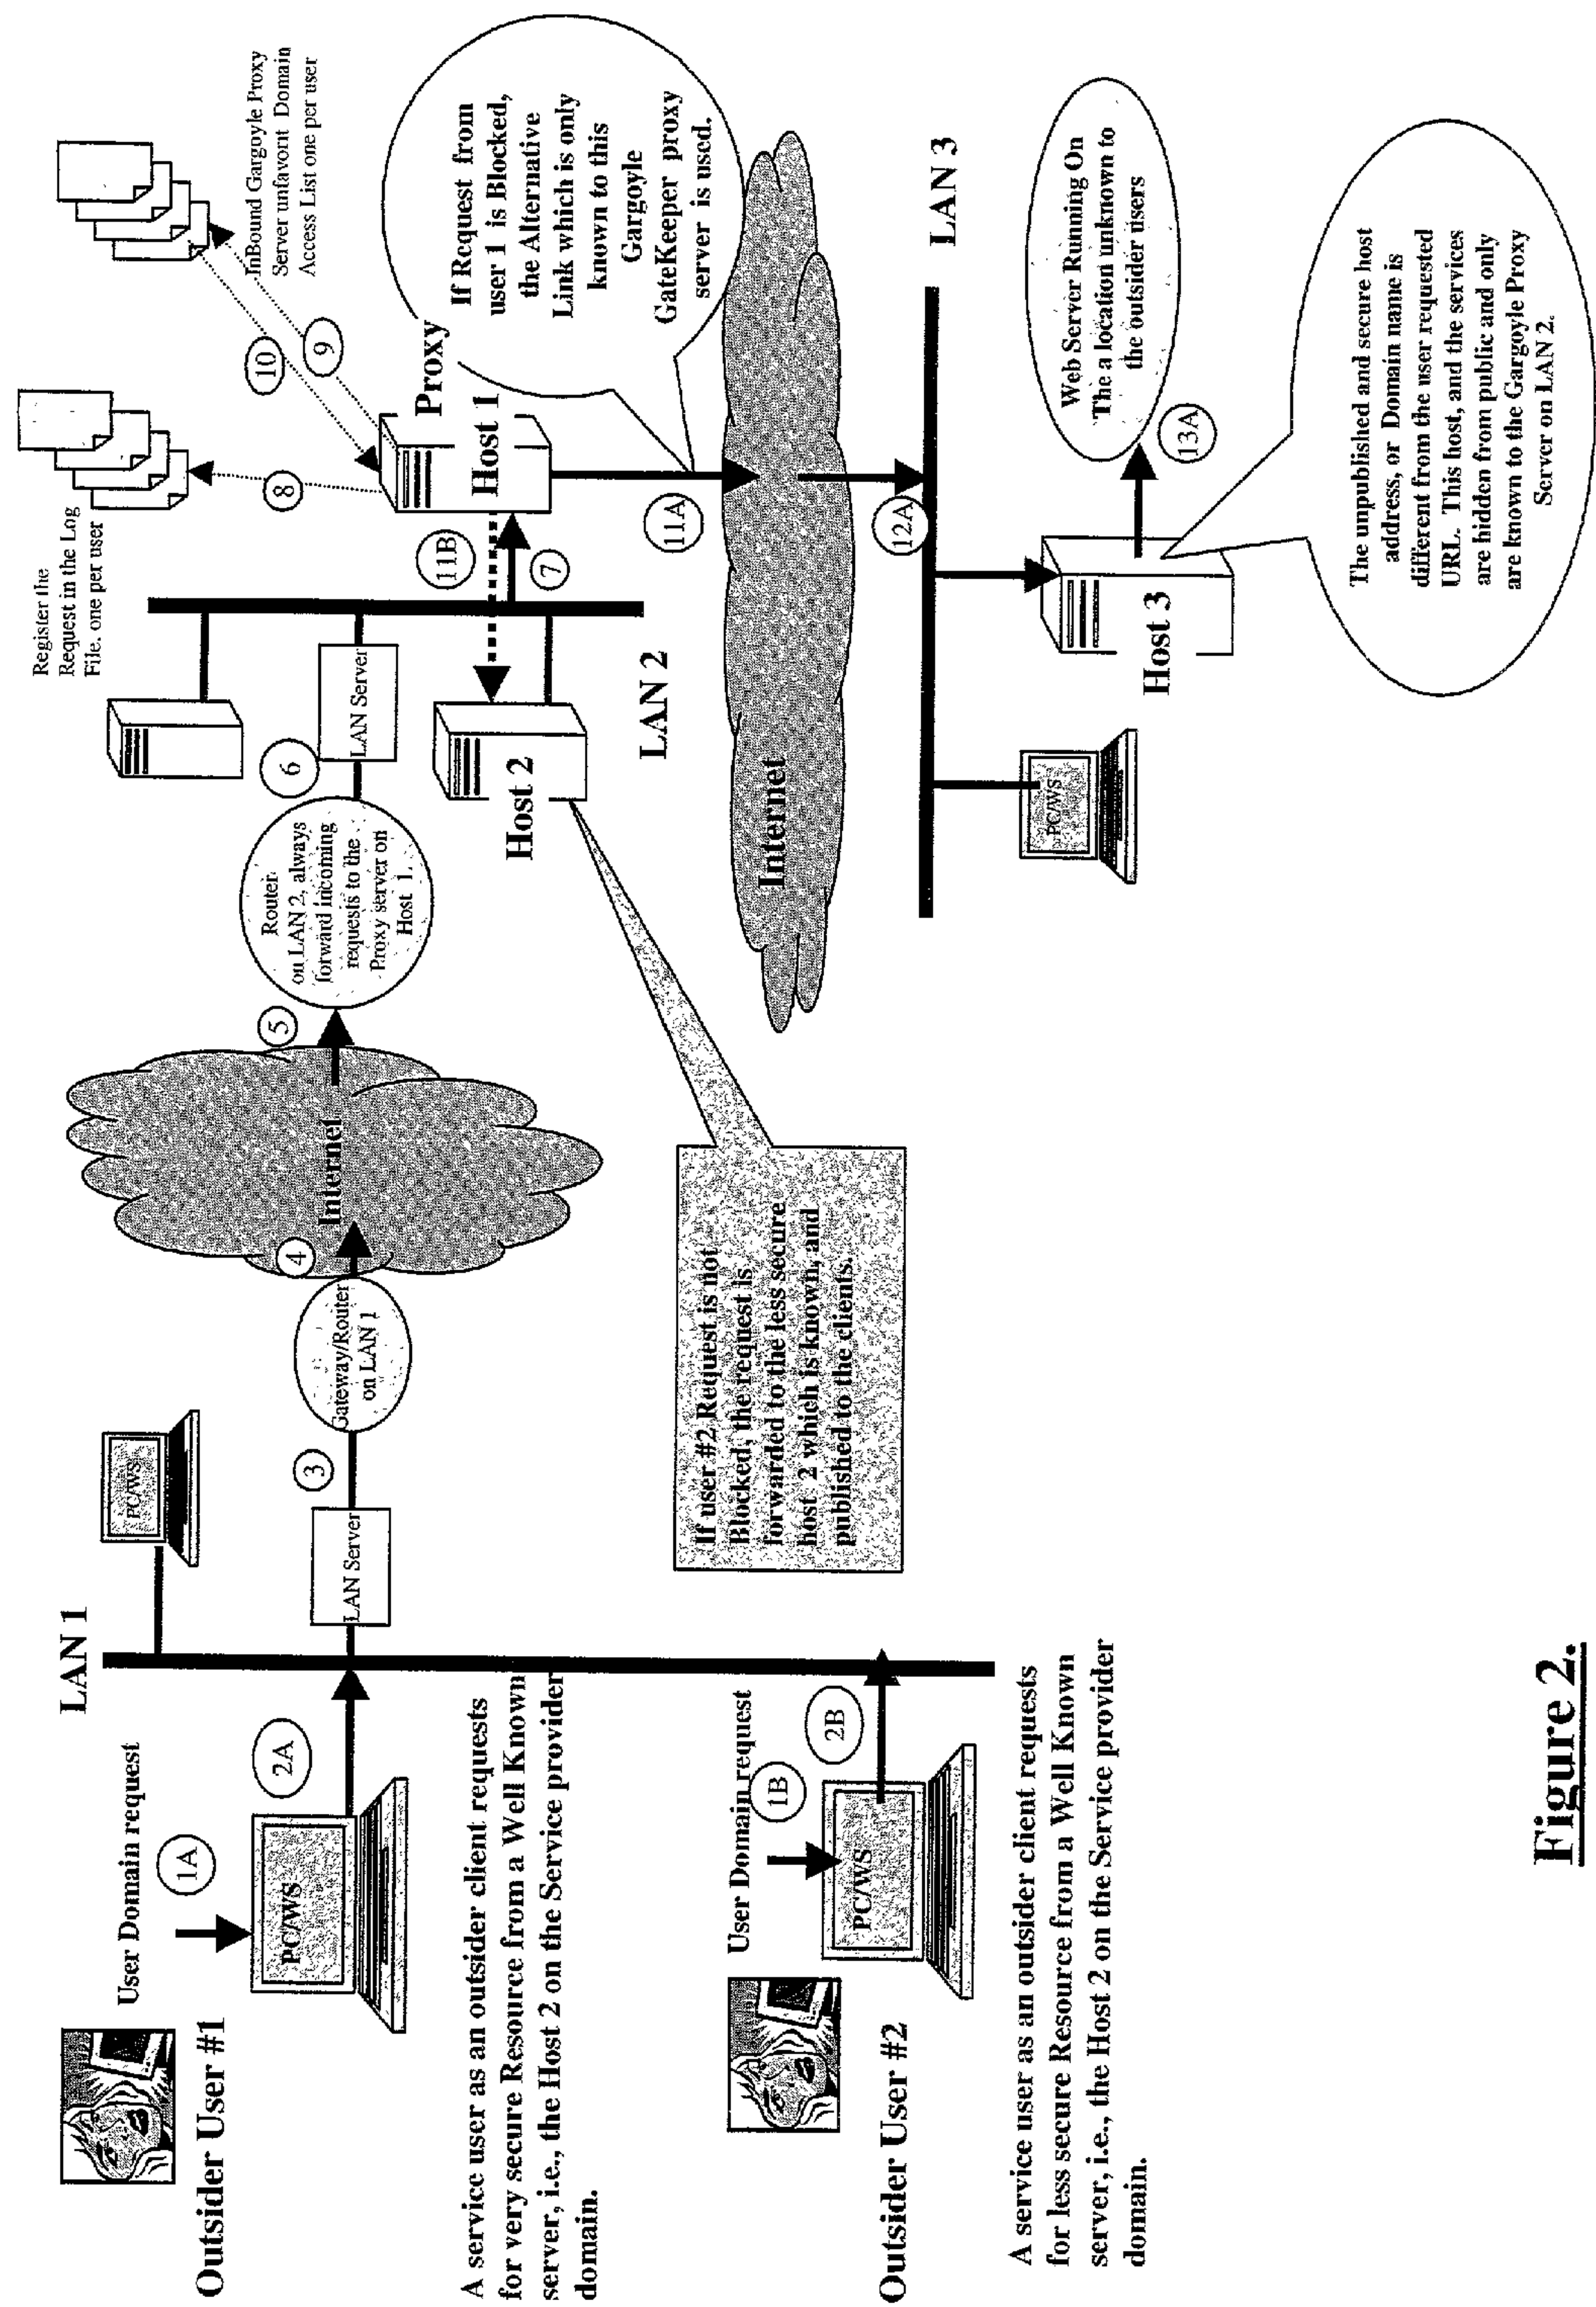 LAN 1
User Domain request
1A
2A
PC/WS
Outsider User #1
A service user as an outsider client requests
for very secure Resource from a Well Known
server, i.e., the Host 2 on the Service provider
domain.
User Domain request
1B
2B
PC/WS
Outsider User #2
A service user as an outsider client requests
for less secure Resource from a Well Known
server, i.e., the Host 2 on the Service provider
domain.
PC/WS
LAN Server
3
Gateway/Router
on LAN 1
4
Internet
5
Router
on LAN 2, always
forward incoming
requests to the
Proxy server on
Host 1.
6
LAN Server
Host 2
LAN 2
If user #2 Request is not
Blocked, the request is
forwarded to the less secure
host 2 which is known, and
published to the clients.
7
11B
Register the
Request in the Log
File. one per user
8
9
10
InBound Gargoyle Proxy
Server unfavorit Domain
Access List one per user
Proxy
Host 1
If Request from
user 1 is Blocked,
the Alternative
Link which is only
known to this
Gargoyle
GateKeeper proxy
server is used.
11A
Internet
12A
LAN 3
PC/WS
Host 3
13A
Web Server Running On
The a location unknown to
the outsider users
The unpublished and secure host
address, or Domain name is
different from the user requested
URL. This host, and the services
are hidden from public and only
are known to the Gargoyle Proxy
Server on LAN 2.
Figure 2.